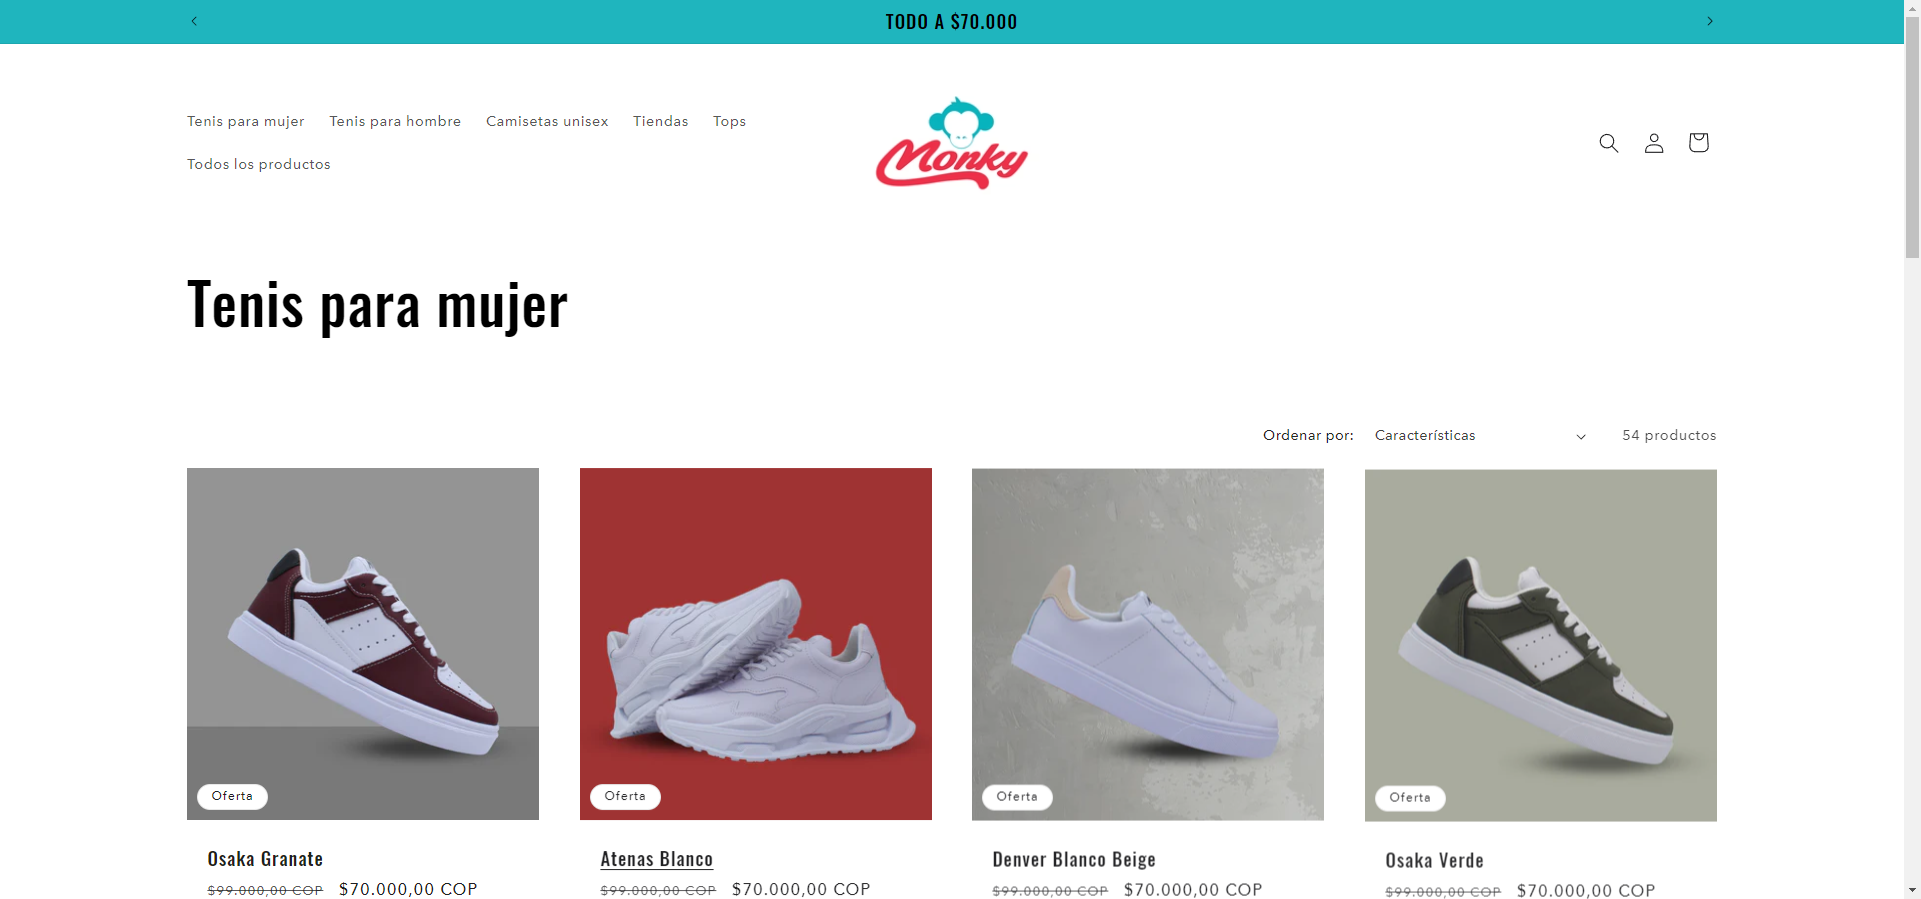 TODO A $70.000
Tenis para mujer Tenis para hombre Camisetas unisex Tiendas Tops
Todos los productos
Monky
Tenis para mujer
Ordenar por: Características 54 productos
Oferta Oferta Oferta Oferta
Osaka Granate Atenas Blanco Denver Blanco Beige Osaka Verde
$99.000,00 COP $70.000,00 COP $99.000,00 COP $70.000,00 COP $99.000,00 COP $70.000,00 COP $99.000,00 COP $70.000,00 COP